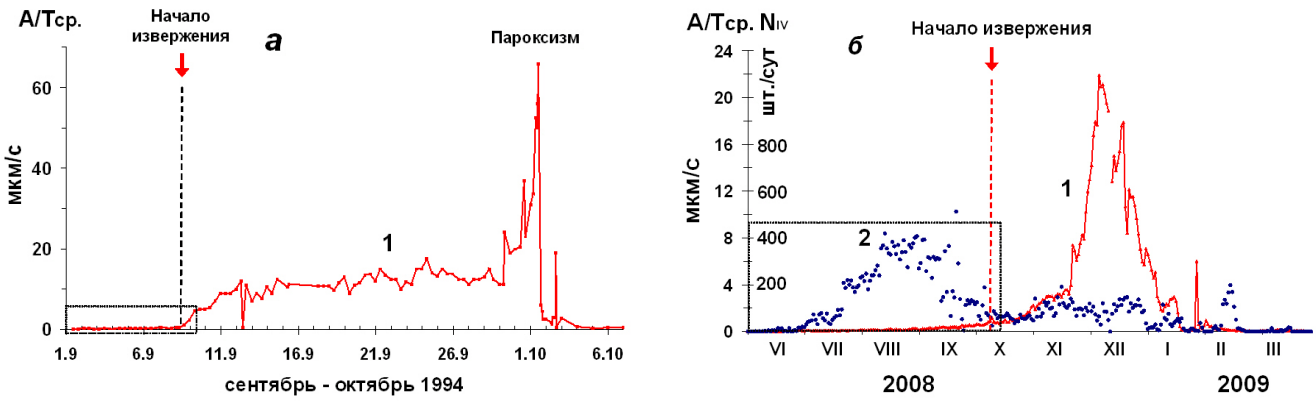 А/Тср.
Начало
извержения
а
Пароксизм
60
40
20
0
мкм/с
1
1.9 6.9 11.9 16.9 21.9 26.9 1.10 6.10
сентябрь - октябрь 1994
А/Тср. NIV
б
Начало извержения
24
20
16
12
8
4
0
мкм/с
шт./сут
800
600
400
200
0
1
2
VI VII VIII IX X XI XII I II III
2008 2009